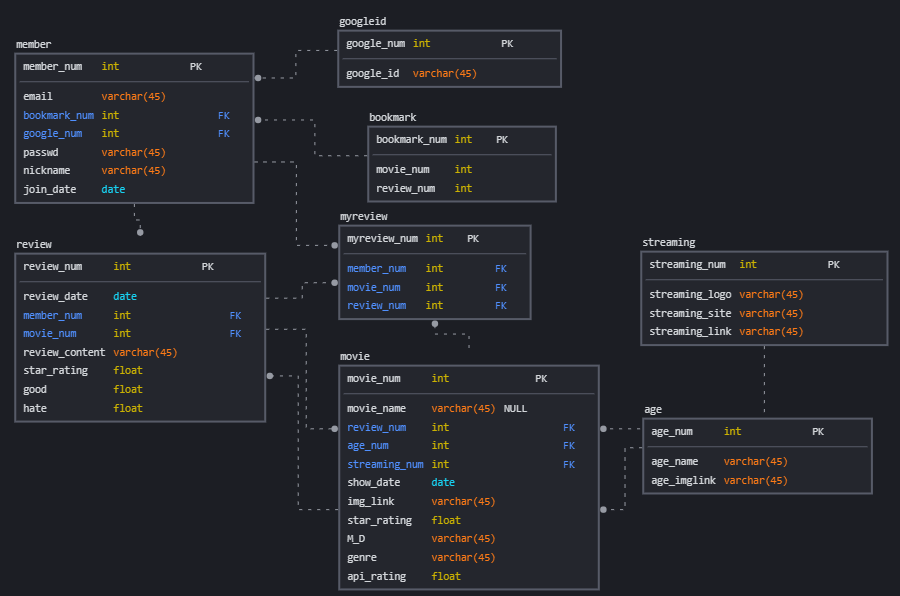 googleid
google_num int PK
google_id varchar(45)
member
member_num int PK
email varchar(45)
bookmark_num int FK
google_num int FK
passwd varchar(45)
nickname varchar(45)
join_date date
bookmark
bookmark_num int PK
movie_num int
review_num int
myreview
myreview_num int PK
member_num int FK
movie_num int FK
review_num int FK
review
review_num int PK
review_date date
member_num int FK
movie_num int FK
review_content varchar(45)
star_rating float
good float
hate float
streaming
streaming_num int PK
streaming_logo varchar(45)
streaming_site varchar(45)
streaming_link varchar(45)
movie
movie_num int PK
movie_name varchar(45) NULL
review_num int FK
age_num int FK
streaming_num int FK
show_date date
img_link varchar(45)
star_rating float
M_D varchar(45)
genre varchar(45)
api_rating float
age
age_num int PK
age_name varchar(45)
age_imglink varchar(45)